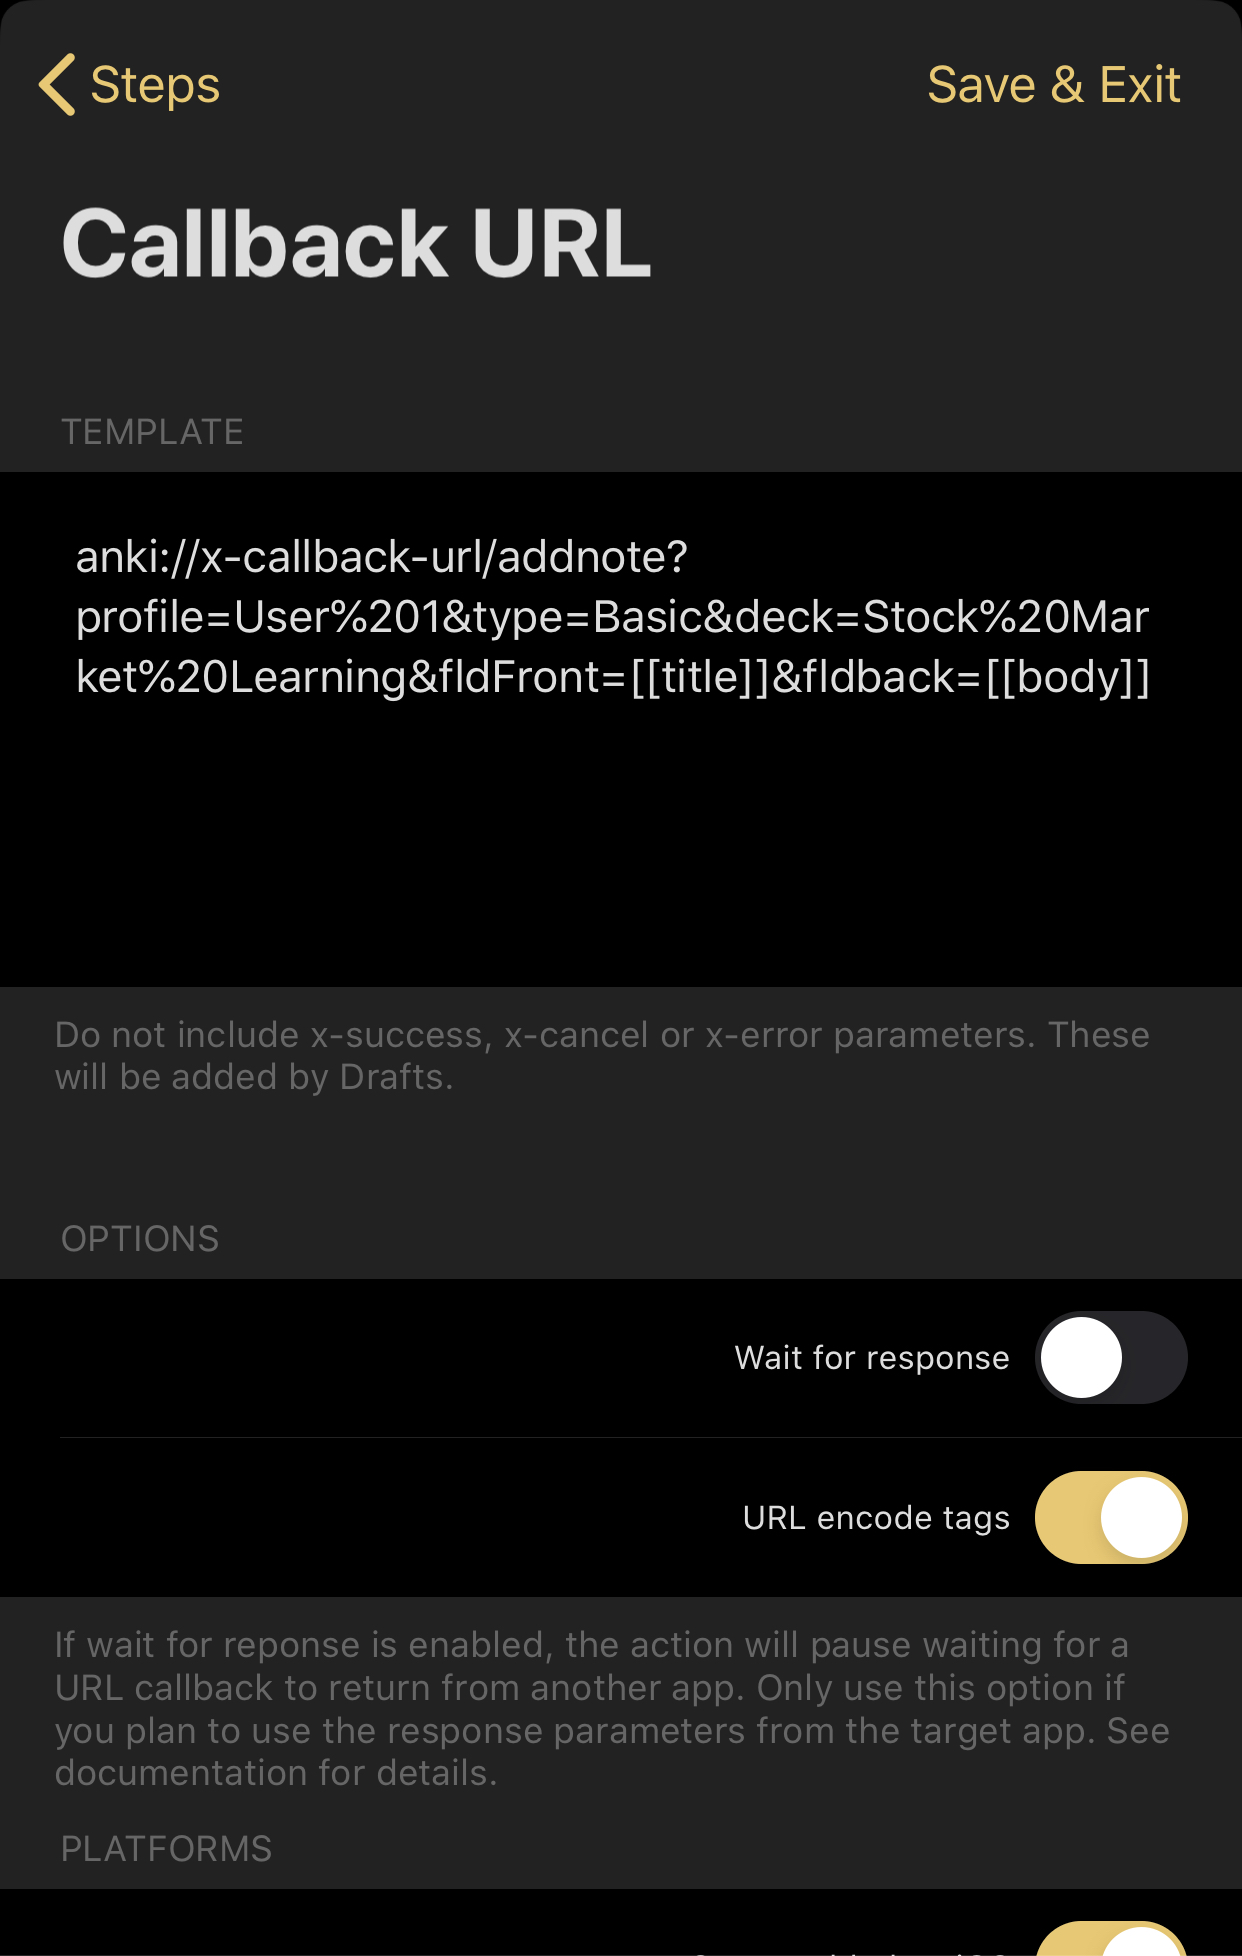 Steps
Save & Exit
Callback URL
TEMPLATE
anki://x-callback-url/addnote?
profile=User%201&type=Basic&deck=Stock%20Mar
ket%20Learning&fldFront=[[title]]&fldback=[[body]]
Do not include x-success, x-cancel or x-error parameters. These
will be added by Drafts.
OPTIONS
Wait for response
URL encode tags
If wait for reponse is enabled, the action will pause waiting for a
URL callback to return from another app. Only use this option if
you plan to use the response parameters from the target app. See
documentation for details.
PLATFORMS